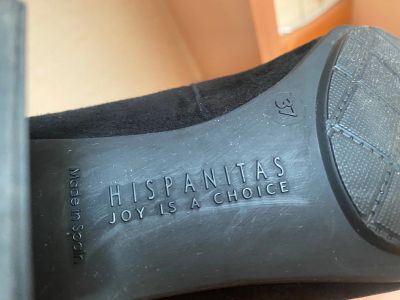 37
HISPANITAS
JOY IS A CHOICE
Made in Spain